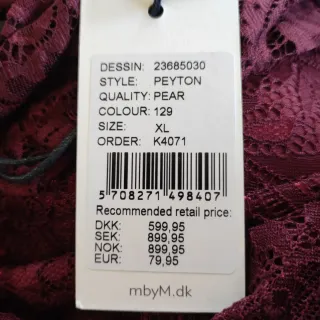 DESSIN: 23685030
STYLE: PEYTON
QUALITY: PEAR
COLOUR: 129
SIZE: XL
ORDER: K4071
5 708271 498407
Recommended retail price:
DKK: 599,95
SEK: 899,95
NOK: 899,95
EUR: 79,95
mbyM.dk